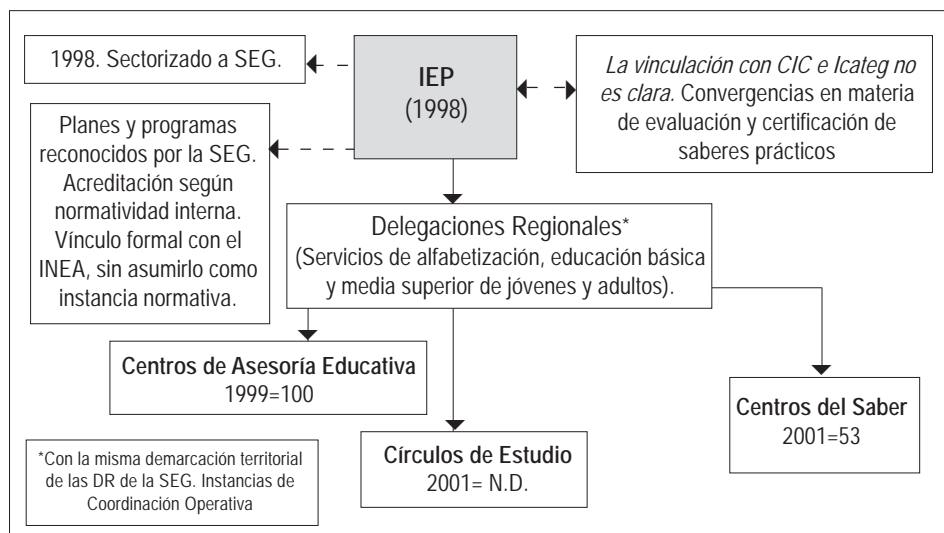 1998. Sectorizado a SEG.
IEP
(1998)
La vinculación con CIC e Icateg no
es clara. Convergencias en materia
de evaluación y certificación de
saberes prácticos
Planes y programas
reconocidos por la SEG.
Acreditación según
normatividad interna.
Vínculo formal con el
INEA, sin asumirlo como
instancia normativa.
Delegaciones Regionales*
(Servicios de alfabetización, educación básica
y media superior de jóvenes y adultos).
Centros de Asesoría Educativa
1999=100
Círculos de Estudio
2001= N.D.
Centros del Saber
2001=53
*Con la misma demarcación territorial
de las DR de la SEG. Instancias de
Coordinación Operativa